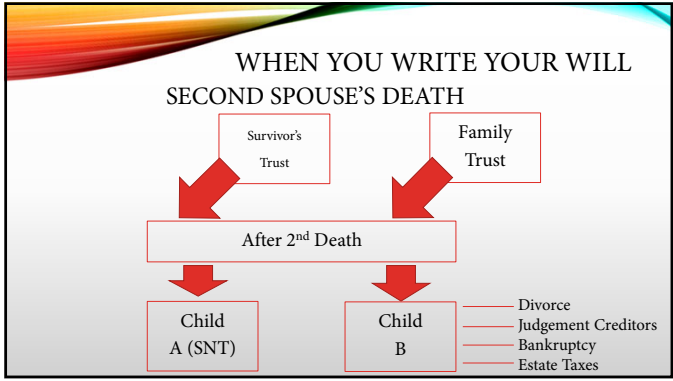 WHEN YOU WRITE YOUR WILL
SECOND SPOUSE'S DEATH
Survivor's
Trust
Family
Trust
After 2nd Death
Child
A (SNT)
Child
B
Divorce
Judgement Creditors
Bankruptcy
Estate Taxes